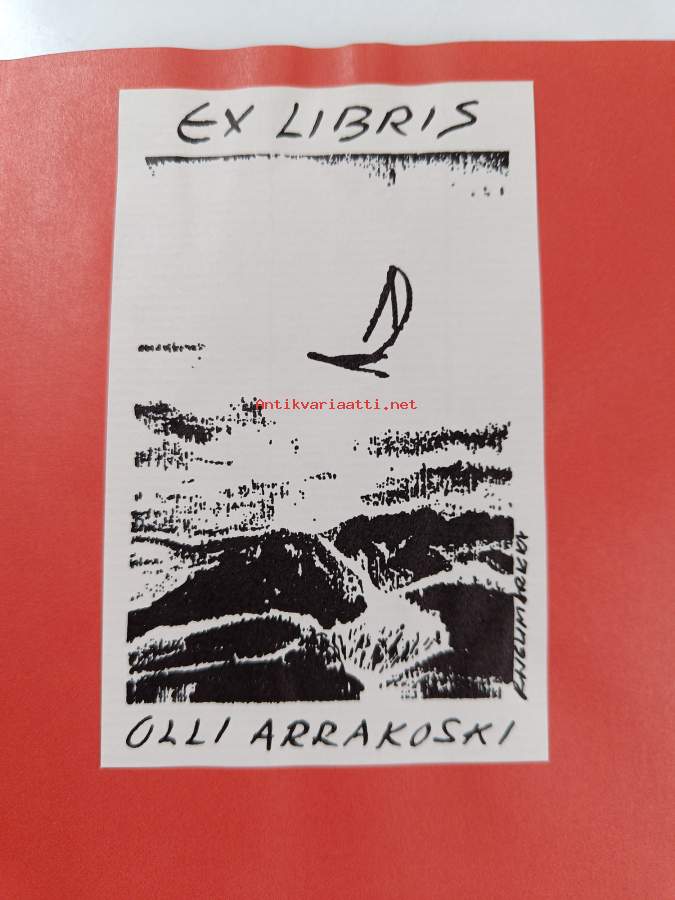 EX LIBRIS
Antikvariaatti.net
OLLI ARRAKOSKI